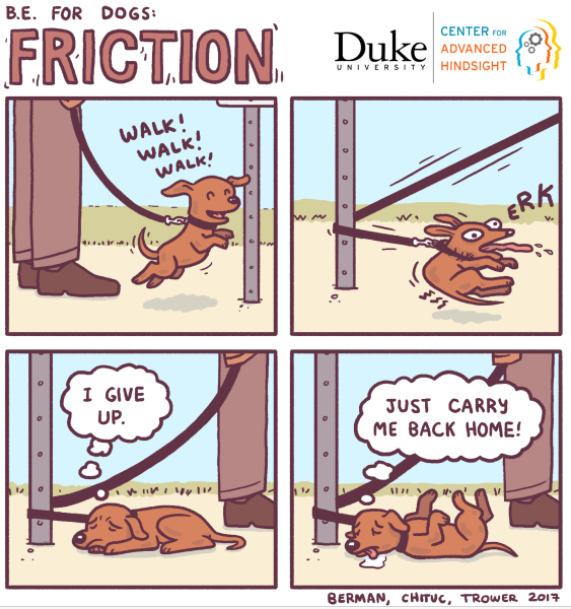 B.E. FOR DOGS:
FRICTION
Duke
UNIVERSITY
CENTER FOR
ADVANCED
HINDSIGHT
WALK!
WALK!
WALK!
ERK
I GIVE
UP.
JUST CARRY
ME BACK HOME!
BERMAN, CHITUC, TROWER 2017